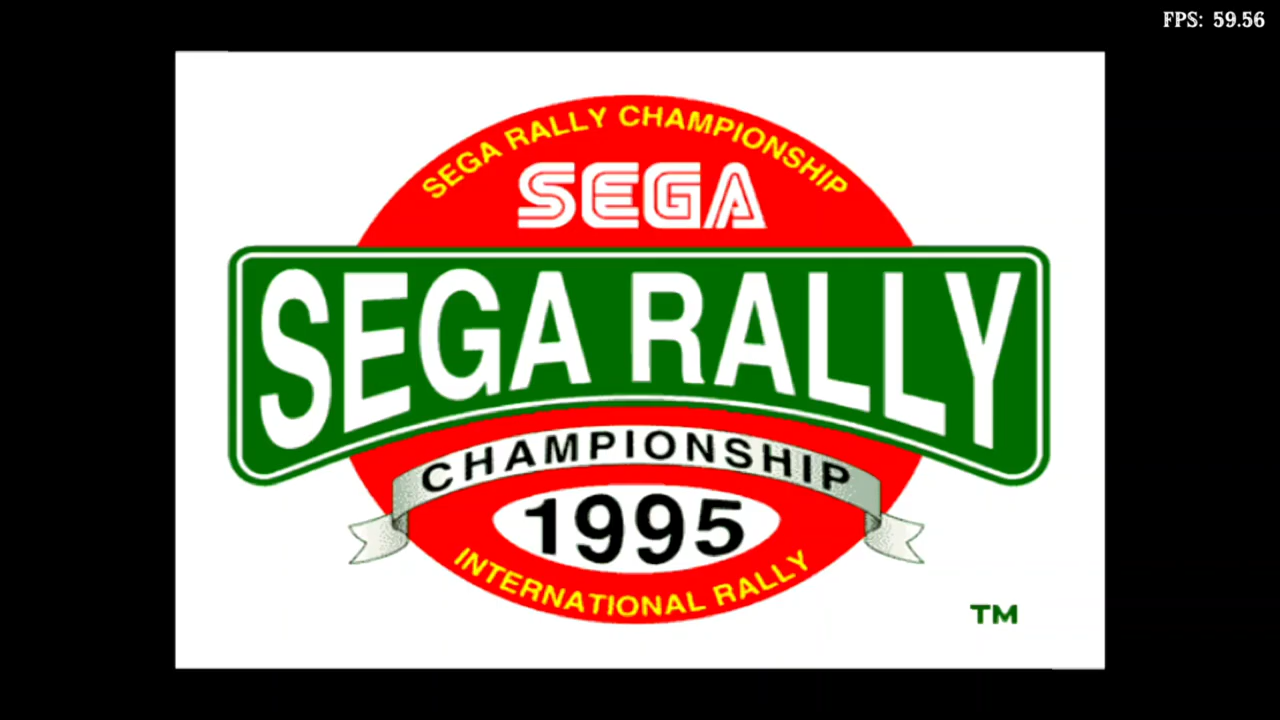 FPS: 59.56
SEGA RALLY CHAMPIONSHIP
SEGA
SEGA RALLY
CHAMPIONSHIP
1995
INTERNATIONAL RALLY
TM